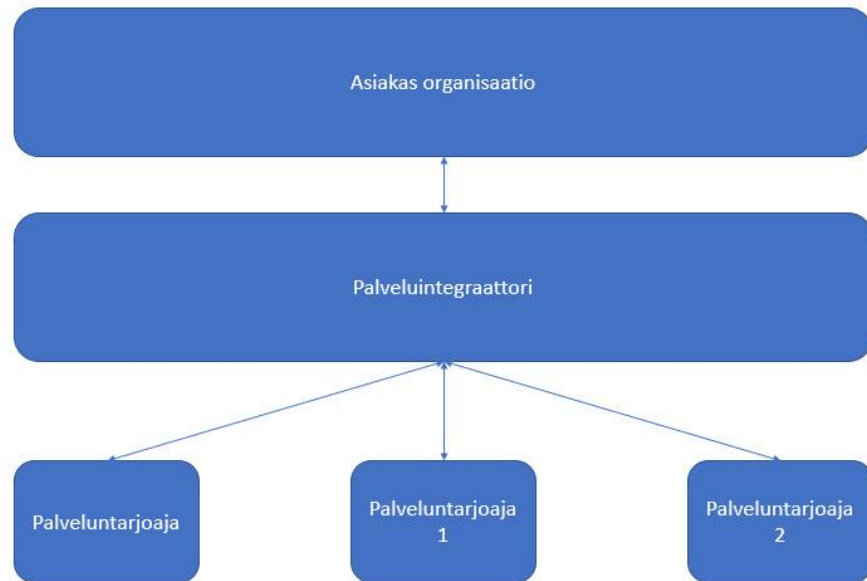 Asiakas organisaatio
Palveluintegraattori
Palveluntarjoaja
Palveluntarjoaja
1
Palveluntarjoaja
2